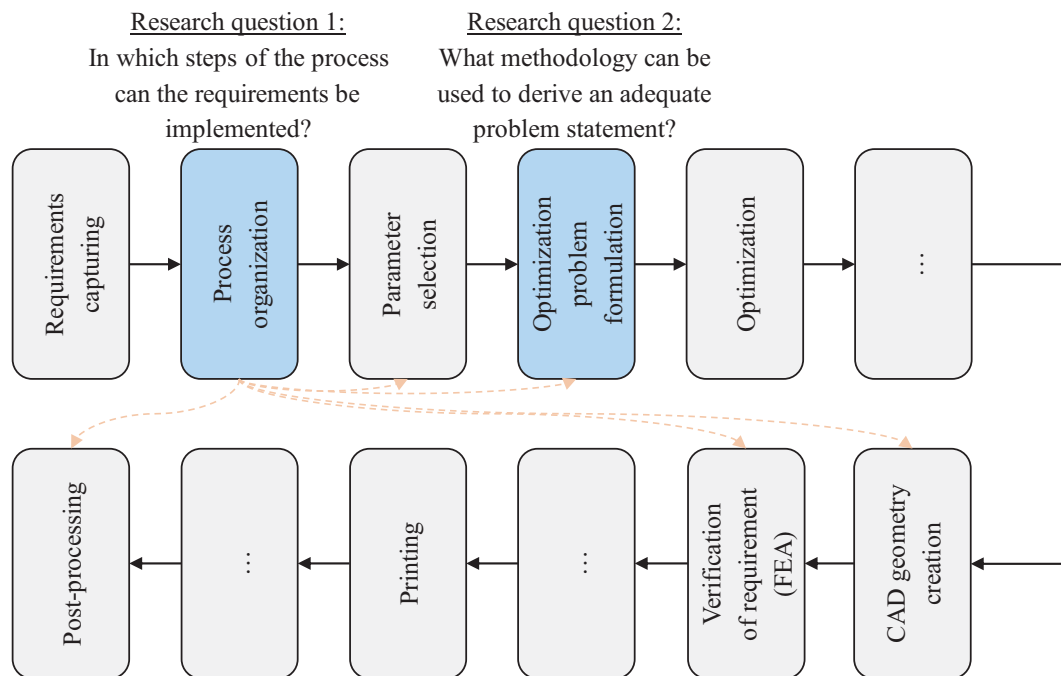 Research question 1:
In which steps of the process
can the requirements be
implemented?
Research question 2:
What methodology can be
used to derive an adequate
problem statement?
Requirements
capturing
Process
organization
Parameter
selection
Optimization
problem
formulation
Optimization
...
Post-processing
...
Printing
...
Verification
of requirement
(FEA)
CAD geometry
creation